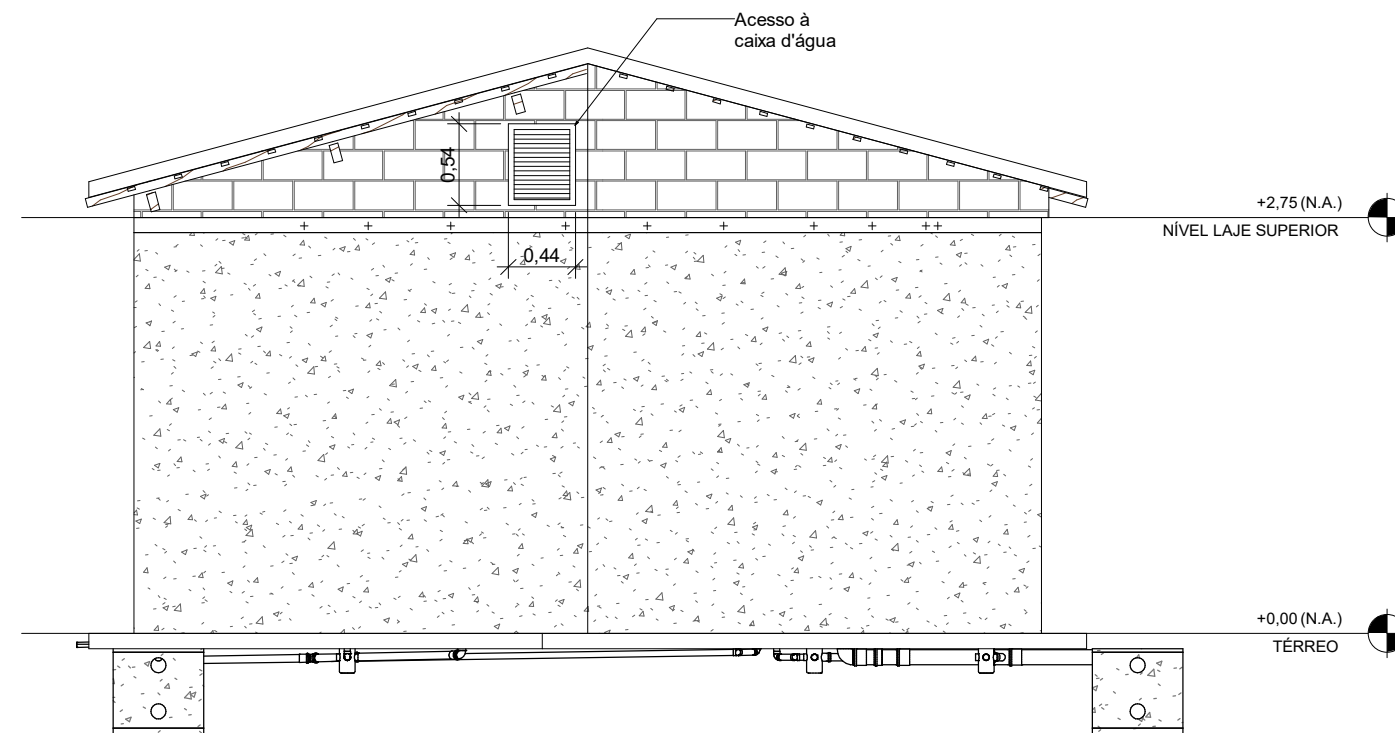 Acesso à
caixa d'água
0,54
+2,75 (N.A.)
NÍVEL LAJE SUPERIOR
0,44
+0,00 (N.A.)
TÉRREO